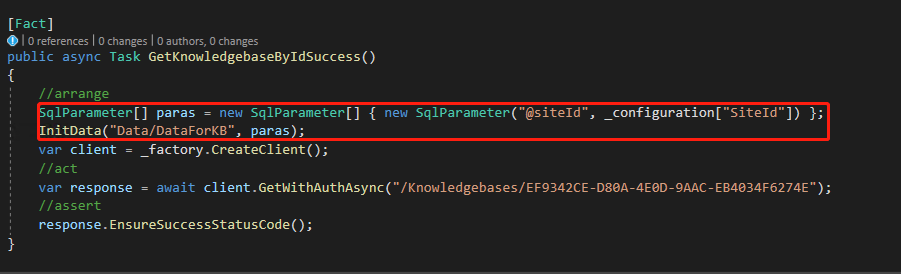 [Fact]
0 references | 0 changes | 0 authors, 0 changes
public async Task GetKnowledgebaseByIdSuccess()
{
//arrange
SqlParameter[] paras = new SqlParameter[] { new SqlParameter("@siteId", _configuration["SiteId"]) };
InitData("Data/DataForKB", paras);
var client = _factory.CreateClient();
//act
var response = await client.GetWithAuthAsync("/Knowledgebases/EF9342CE-D80A-4E0D-9AAC-EB4034F6274E");
//assert
response.EnsureSuccessStatusCode();
}